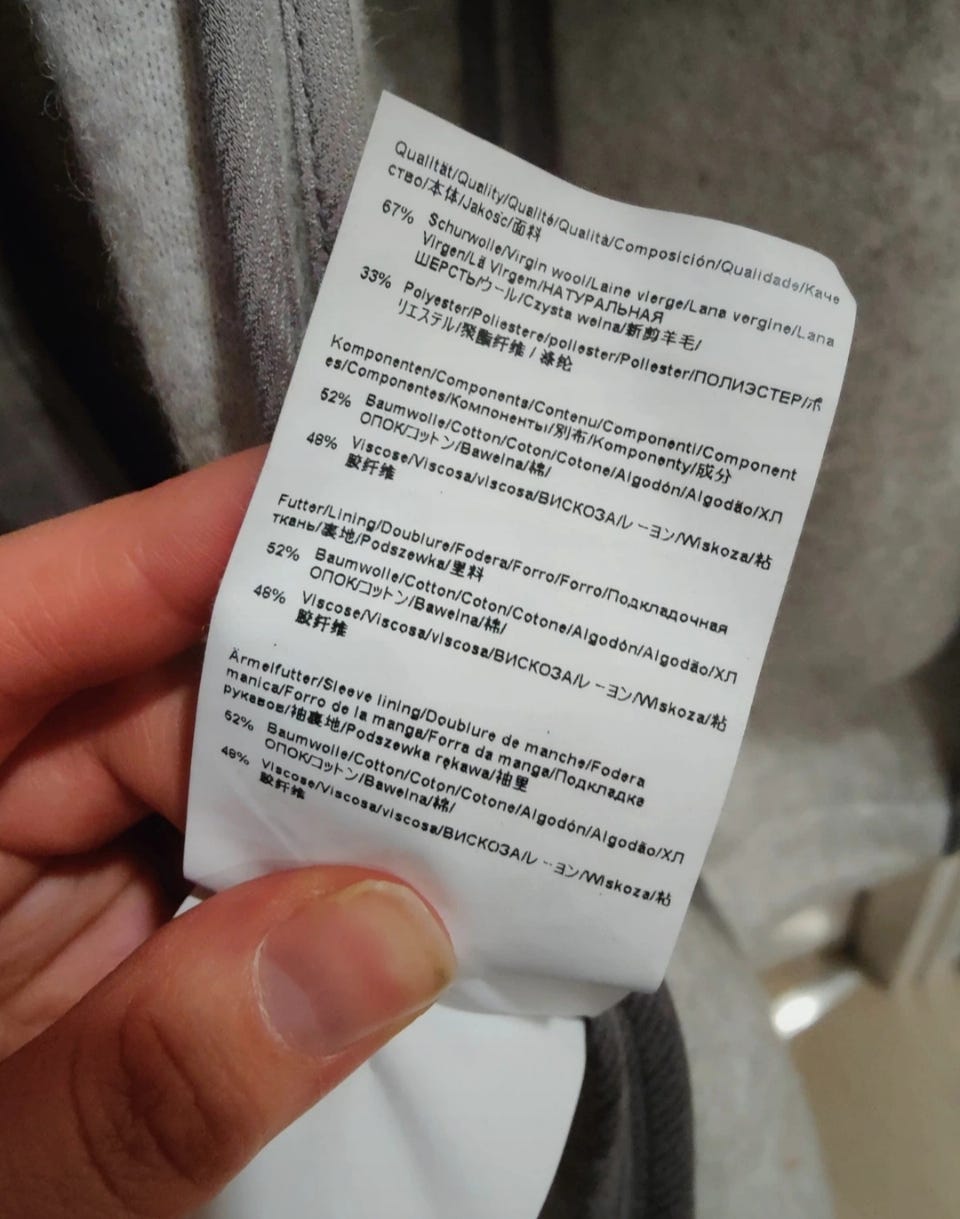 Qualität/Quality/Qualité/Qualità/Composición/Qualidade/Каче
ство/本体/Jakość/面料
67% Schurwolle/Virgin wool/Laine vierge/Lana vergine/Lana
Virgen/Lã Virgem/НАТУРАЛЬНАЯ
ШЕРСТЬ/ウール/Czysta wełna/新剪羊毛/
33% Polyester/Poliestere/poliester/Poliester/ПОЛИЭСТЕР/ポ
リエステル/聚酯纤维 / 涤纶
Komponenten/Components/Contenu/Componenti/Component
es/Componentes/Компоненты/別布/Komponenty/成分
52% Baumwolle/Cotton/Coton/Cotone/Algodón/Algodão/ХЛ
ОПОК/コットン/Bawełna/棉/
48% Viscose/Viscosa/viscosa/ВИСКОЗА/レーヨン/Wiskoza/粘
胶纤维
Futter/Lining/Doublure/Fodera/Forro/Forro/Подкладочная
ткань/裏地/Podszewka/里料
52% Baumwolle/Cotton/Coton/Cotone/Algodón/Algodão/ХЛ
ОПОК/コットン/Bawełna/棉/
48% Viscose/Viscosa/viscosa/ВИСКОЗА/レーヨン/Wiskoza/粘
胶纤维
Ärmelfutter/Sleeve lining/Doublure de manche/Fodera
manica/Forro de la manga/Forra da manga/Подкладка
рукавов/袖裏地/Podszewka rękawa/袖里
52% Baumwolle/Cotton/Coton/Cotone/Algodón/Algodão/ХЛ
ОПОК/コットン/Bawełna/棉/
48% Viscose/Viscosa/viscosa/ВИСКОЗА/レーヨン/Wiskoza/粘
胶纤维